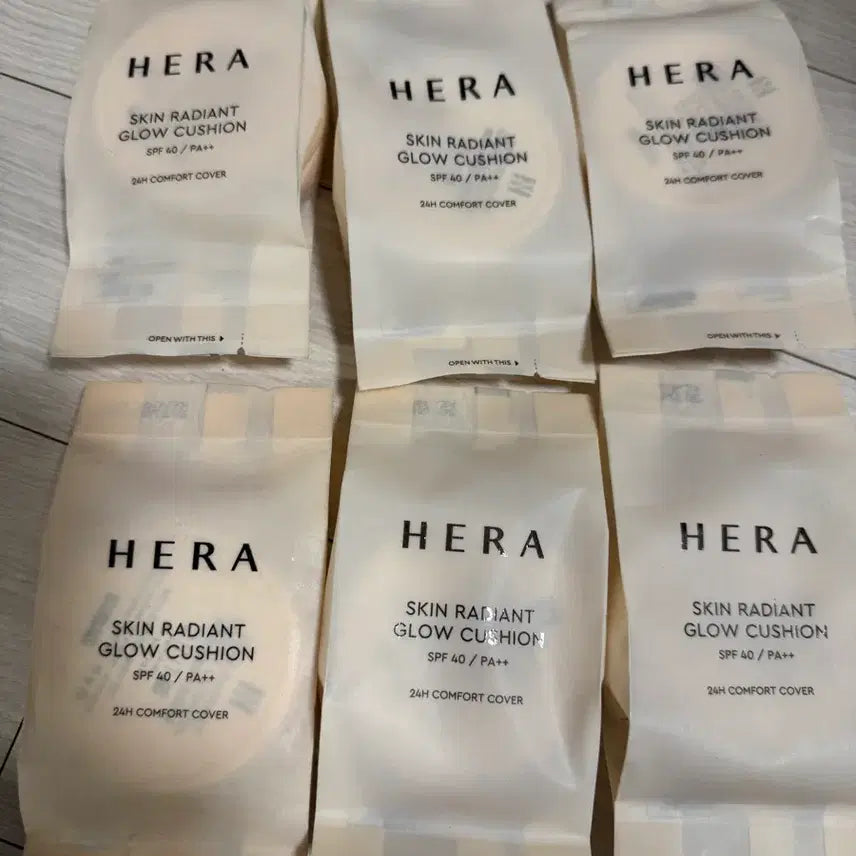 HERA
SKIN RADIANT
GLOW CUSHION
SPF 40 / PA++
24H COMFORT COVER
OPEN WITH THIS
HERA
SKIN RADIANT
GLOW CUSHION
SPF 40 / PA++
24H COMFORT COVER
OPEN WITH THIS
HERA
SKIN RADIANT
GLOW CUSHION
SPF 40 / PA++
24H COMFORT COVER
OPEN WITH THIS
HERA
SKIN RADIANT
GLOW CUSHION
SPF 40 / PA++
24H COMFORT COVER
HERA
SKIN RADIANT
GLOW CUSHION
SPF 40 / PA++
24H COMFORT COVER
HERA
SKIN RADIANT
GLOW CUSHION
SPF 40 / PA++
24H COMFORT COVER